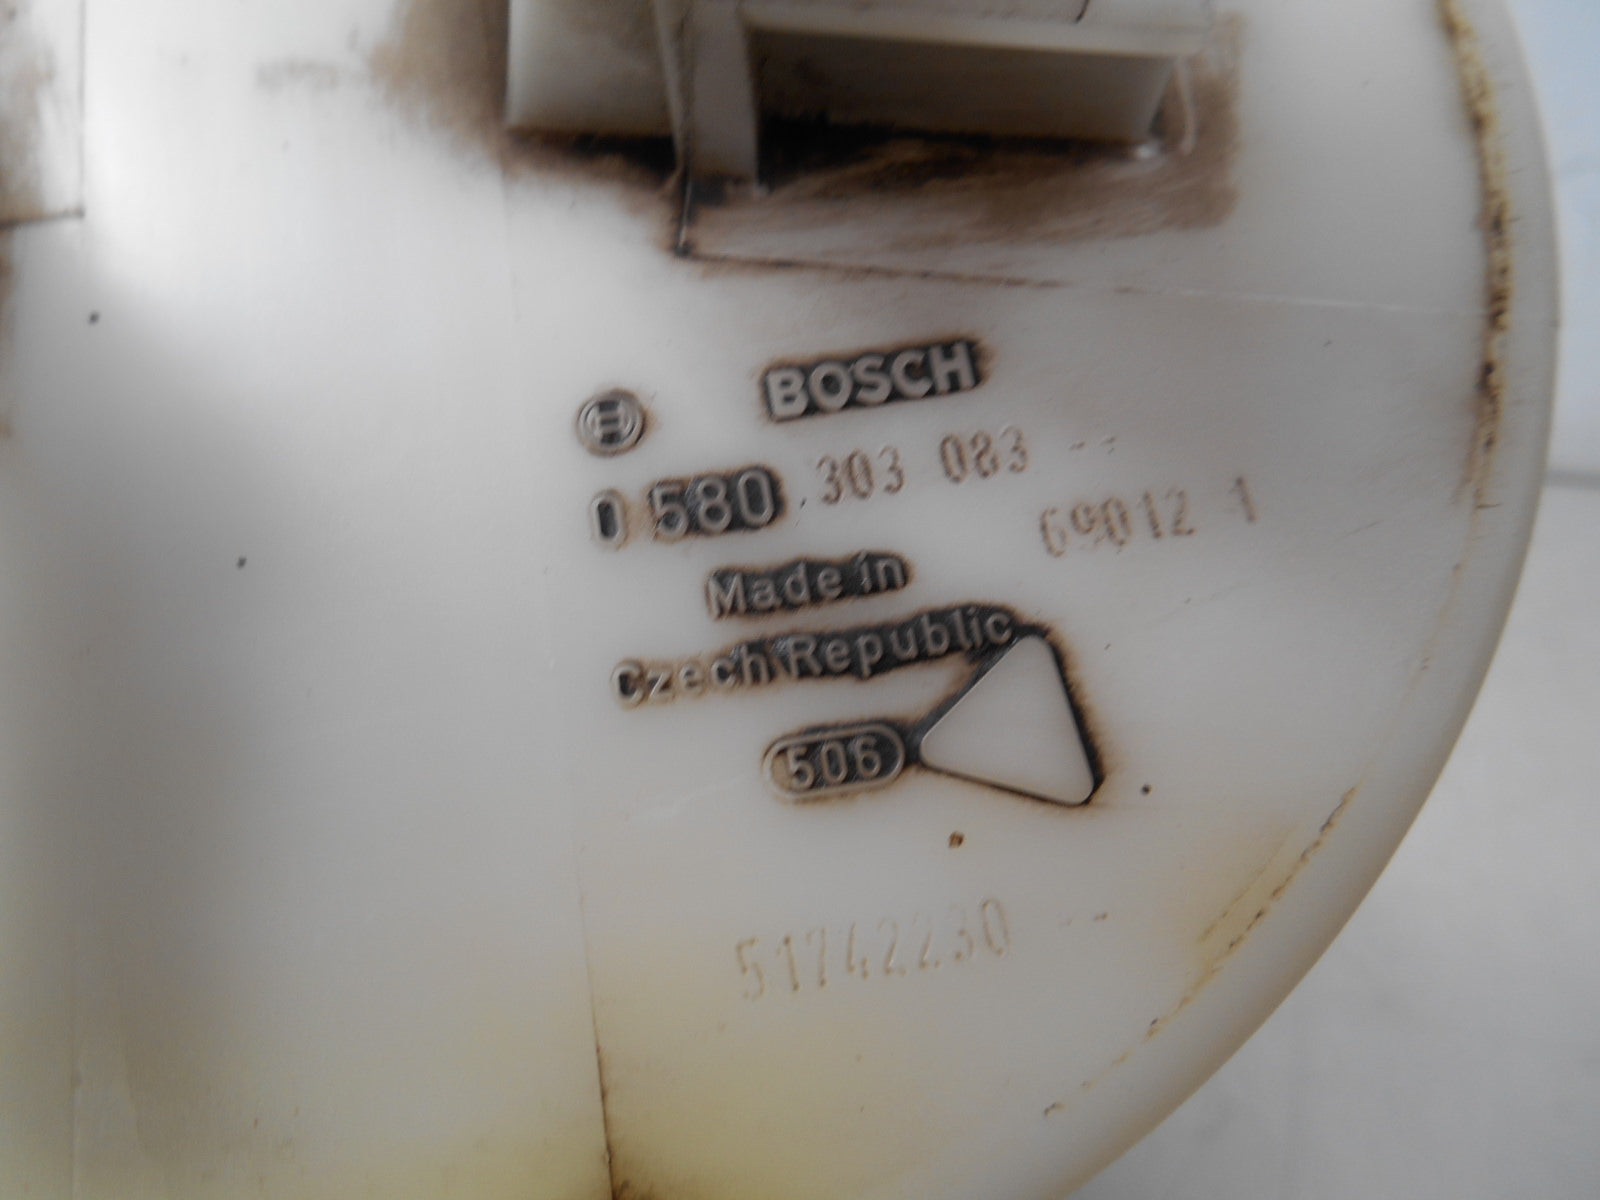 BOSCH
0 580 303 083 --
69012 1
Made in
Czech Republic
506
51742230 --